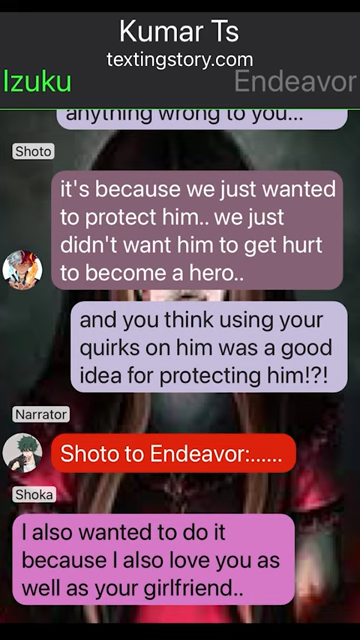 Kumar Ts
textingstory.com
Izuku
Endeavor
anything wrong to you...
Shoto
it's because we just wanted
to protect him.. we just
didn't want him to get hurt
to become a hero..
and you think using your
quirks on him was a good
idea for protecting him!?!
Narrator
Shoto to Endeavor:......
Shoka
I also wanted to do it
because I also love you as
well as your girlfriend..